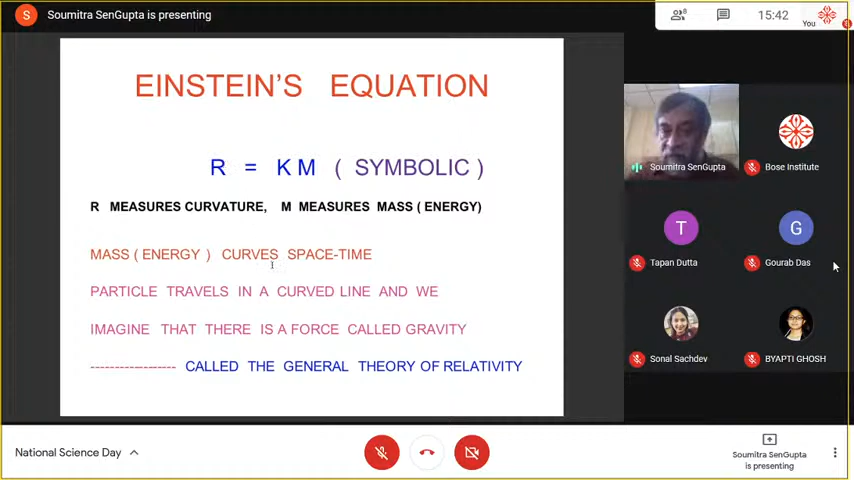 S Soumitra SenGupta is presenting
8
15:42
You
8
EINSTEIN'S EQUATION
R = K M ( SYMBOLIC )
R MEASURES CURVATURE, M MEASURES MASS ( ENERGY)
MASS ( ENERGY ) CURVES SPACE-TIME
PARTICLE TRAVELS IN A CURVED LINE AND WE
IMAGINE THAT THERE IS A FORCE CALLED GRAVITY
------------------ CALLED THE GENERAL THEORY OF RELATIVITY
Soumitra SenGupta
Bose Institute
T
G
Tapan Dutta
Gourab Das
Sonal Sachdev
BYAPTI GHOSH
National Science Day
Soumitra SenGupta
is presenting